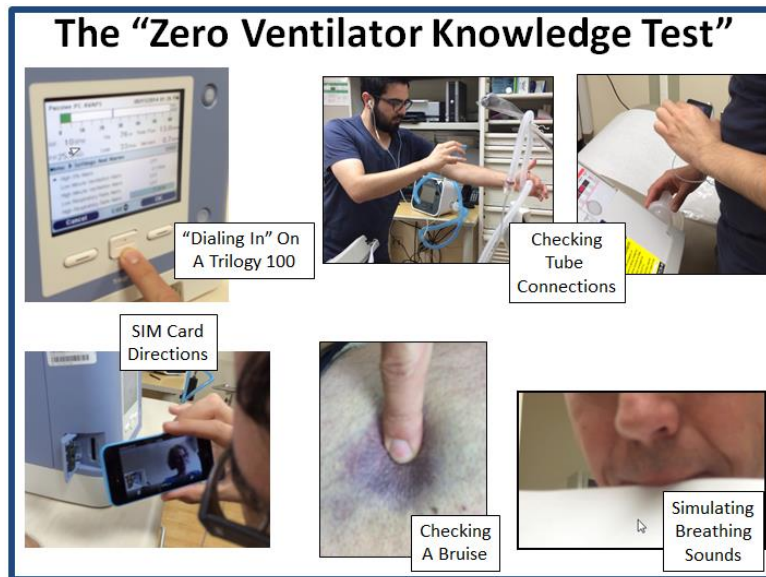 The “Zero Ventilator Knowledge Test”
“Dialing In” On
A Trilogy 100
Checking
Tube
Connections
SIM Card
Directions
Cancel
Checking
A Bruise
Simulating
Breathing
Sounds